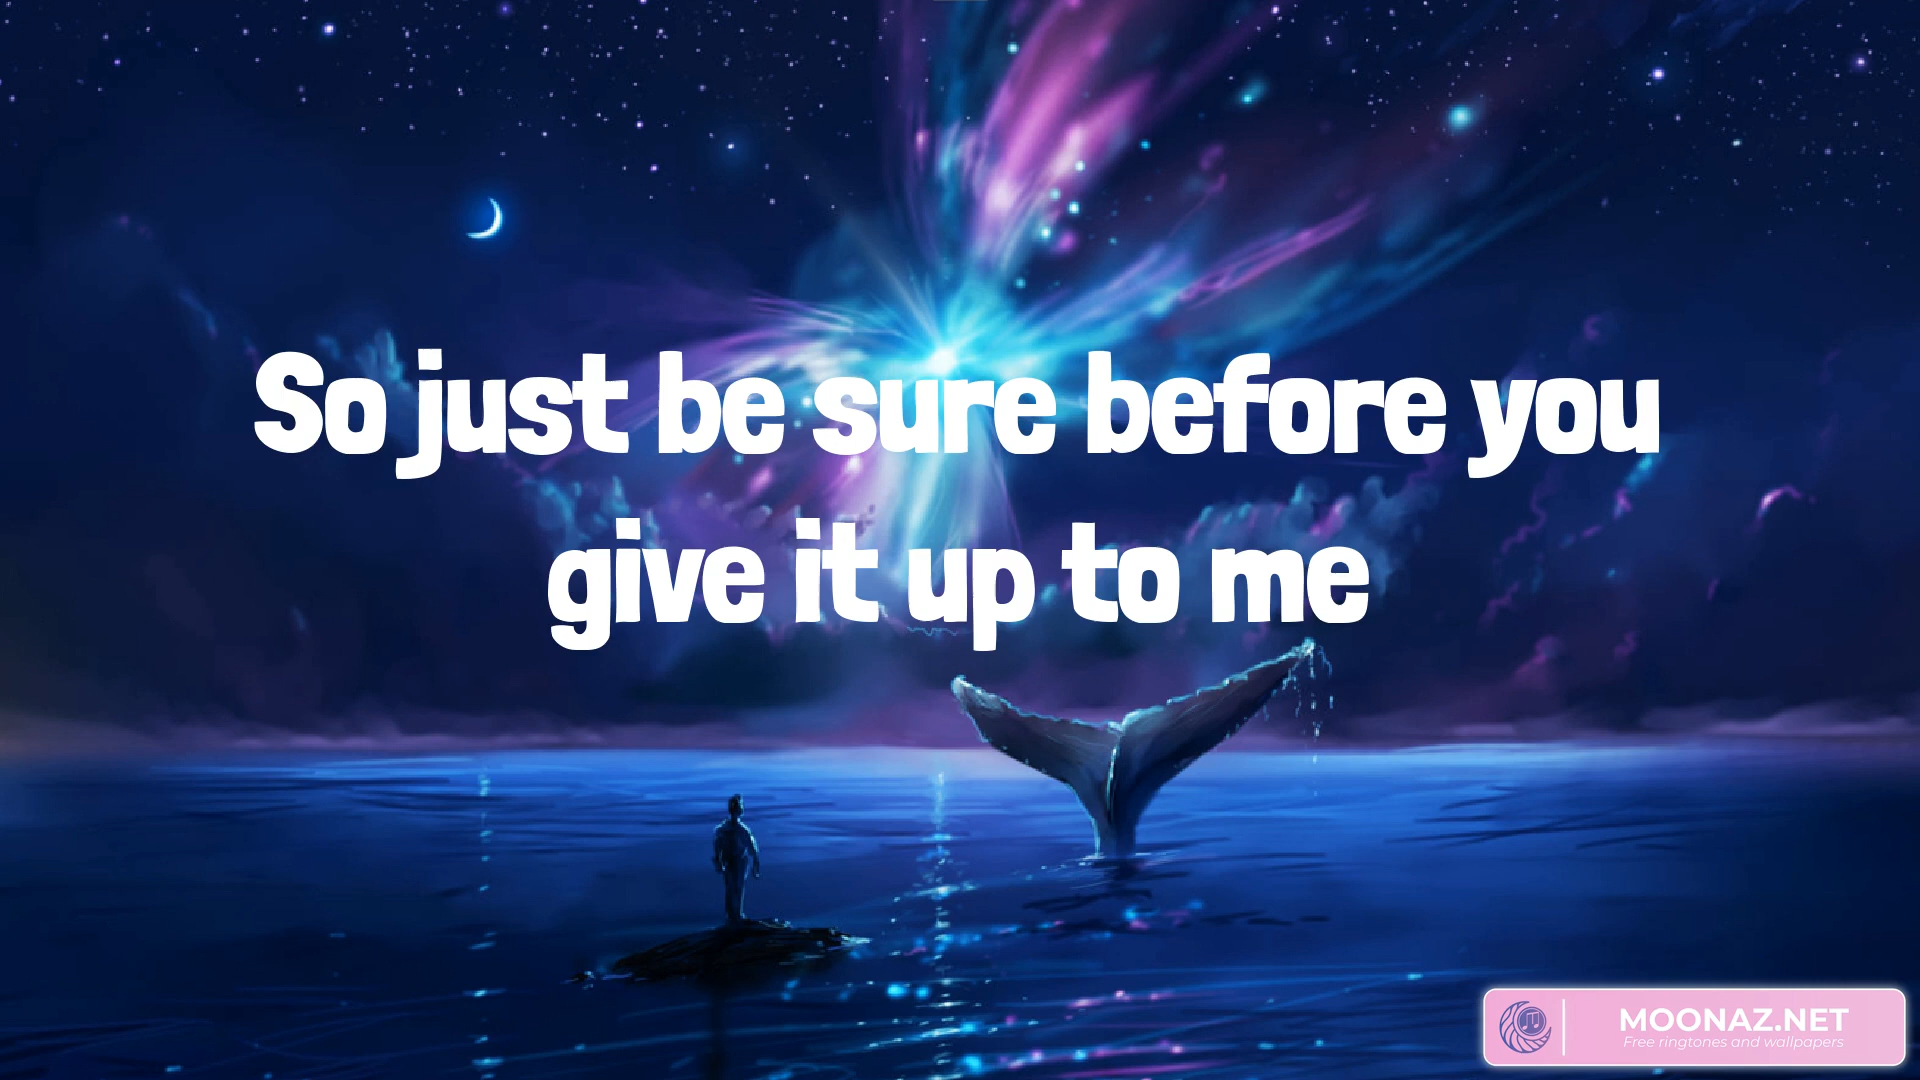 So just be sure before you
give it up to me
MOONAZ.NET
Free ringtones and wallpapers